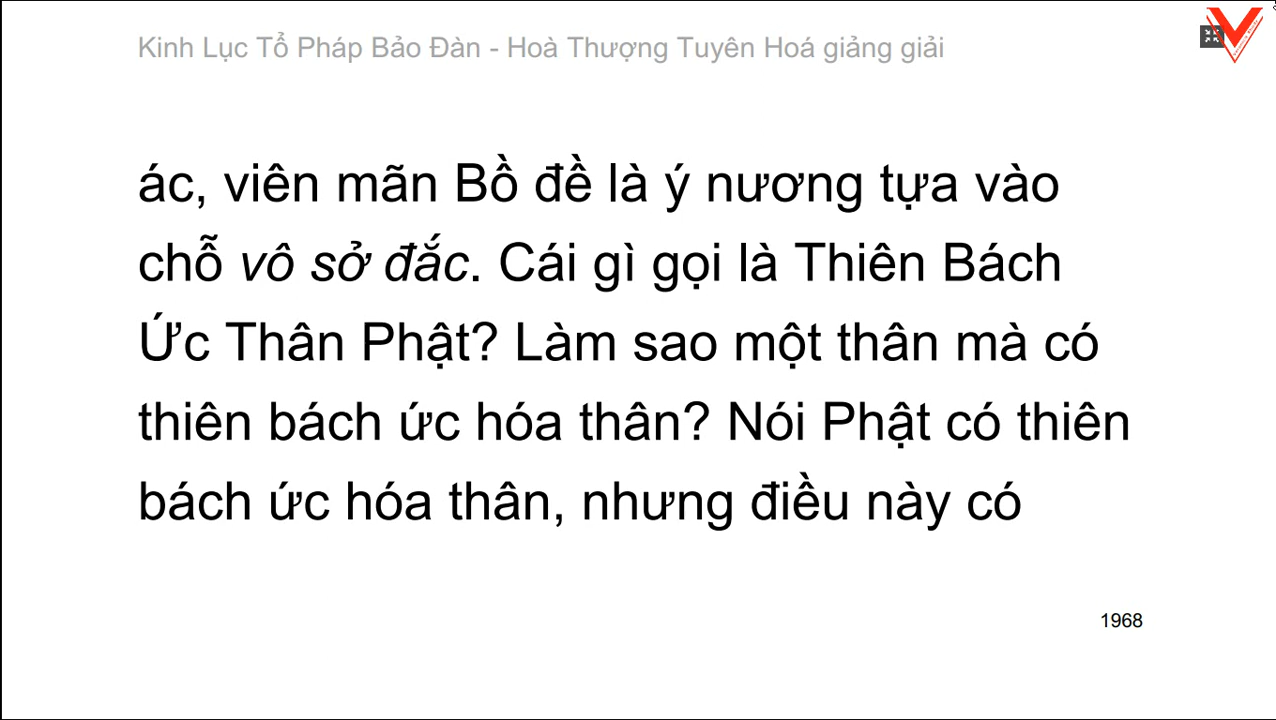 Kinh Lục Tổ Pháp Bảo Đàn - Hoà Thượng Tuyên Hoá giảng giải
ác, viên mãn Bồ đề là ý nương tựa vào
chỗ vô sở đắc. Cái gì gọi là Thiên Bách
Ức Thân Phật? Làm sao một thân mà có
thiên bách ức hóa thân? Nói Phật có thiên
bách ức hóa thân, nhưng điều này có
1968